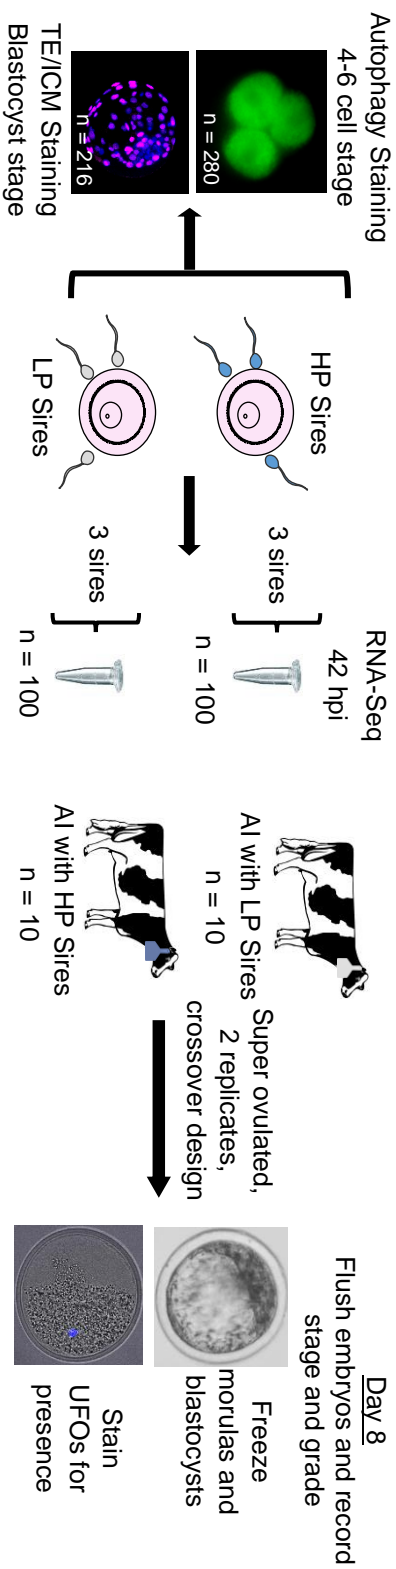 Autophagy Staining
4-6 cell stage
n = 280
n = 216
TE/ICM Staining
Blastocyst stage
HP Sires
LP Sires
RNA-Seq
42 hpi
3 sires
n = 100
3 sires
n = 100
AI with LP Sires
n = 10
AI with HP Sires
n = 10
Super ovulated,
2 replicates,
crossover design
Day 8
Flush embryos and record
stage and grade
Freeze
morulas and
blastocysts
Stain
UFOs for
presence